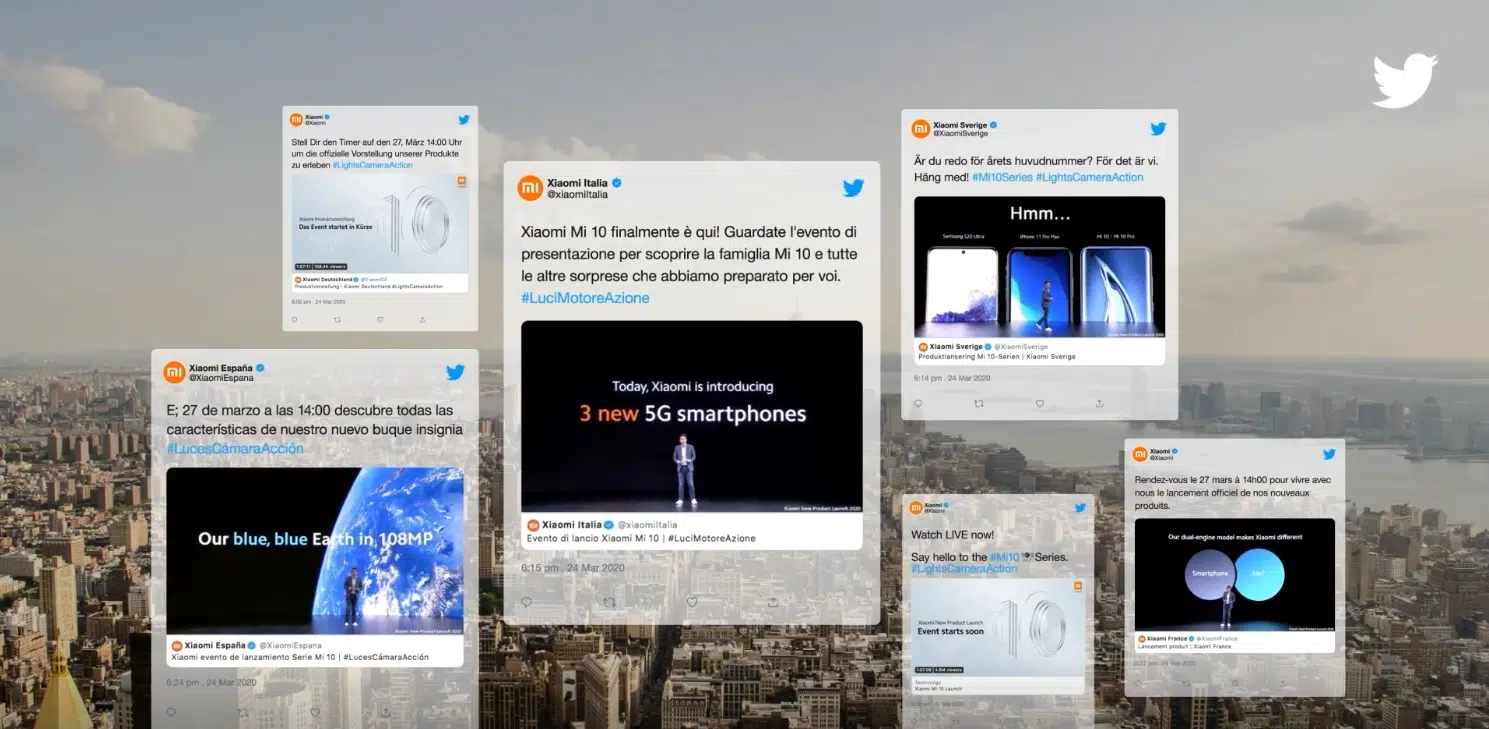 Xiaomi
@Xiaomi
Stell Dir den Timer auf den 27, März 14:00 Uhr
um die offizielle Vorstellung unserer Produkte
zu erleben #LightsCameraAction
Xiaomi Produktvorstellung
Das Event startet in Kürze
Xiaomi Deutschland @XiaomiDE
Produktvorstellung | Xiaomi Deutschland #LightsCameraAction
6:00 am . 24 Mar 2020
Xiaomi España
@XiaomiEspana
E; 27 de marzo a las 14:00 descubre todas las
características de nuestro nuevo buque insignia
#LucesCámaraAcción
Our blue, blue Earth in 108MP
Xiaomi New Product Launch 2020
Xiaomi España @XiaomiEspana
Xiaomi evento de lanzamiento Serie Mi 10 | #LucesCámaraAcción
6:24 pm . 24 Mar 2020
Xiaomi Italia
@xiaomiItalia
Xiaomi Mi 10 finalmente è qui! Guardate l'evento di
presentazione per scoprire la famiglia Mi 10 e tutte
le altre sorprese che abbiamo preparato per voi.
#LuciMotoreAzione
Today, Xiaomi is introducing
3 new 5G smartphones
Xiaomi New Product Launch 2020
Xiaomi Italia @xiaomiItalia
Evento di lancio Xiaomi Mi 10 | #LuciMotoreAzione
6:15 pm . 24 Mar 2020
Xiaomi Sverige
@XiaomiSverige
Är du redo för årets huvudnummer? För det är vi.
Häng med! #Mi10Series #LightsCameraAction
Hmm...
Samsung S20 Ultra iPhone 11 Pro Max Mi 10 | Mi 10 Pro
Xiaomi New Product Launch 2020
Xiaomi Sverige @XiaomiSverige
Produktlansering Mi 10-Serien | Xiaomi Sverige
6:14 pm . 24 Mar 2020
Xiaomi
@Xiaomi
Watch LIVE now!
Say hello to the #Mi10 Series.
#LightsCameraAction
Xiaomi New Product Launch
Event starts soon
Technology
Xiaomi Mi 10 Launch
Xiaomi
@Xiaomi
Rendez-vous le 27 mars à 14h00 pour vivre avec
nous le lancement officiel de nos nouveaux
produits.
Our dual-engine model makes Xiaomi different
Smartphone
Xiaomi New Product Launch 2020
Xiaomi France @XiaomiFrance
Lancement produit | Xiaomi France